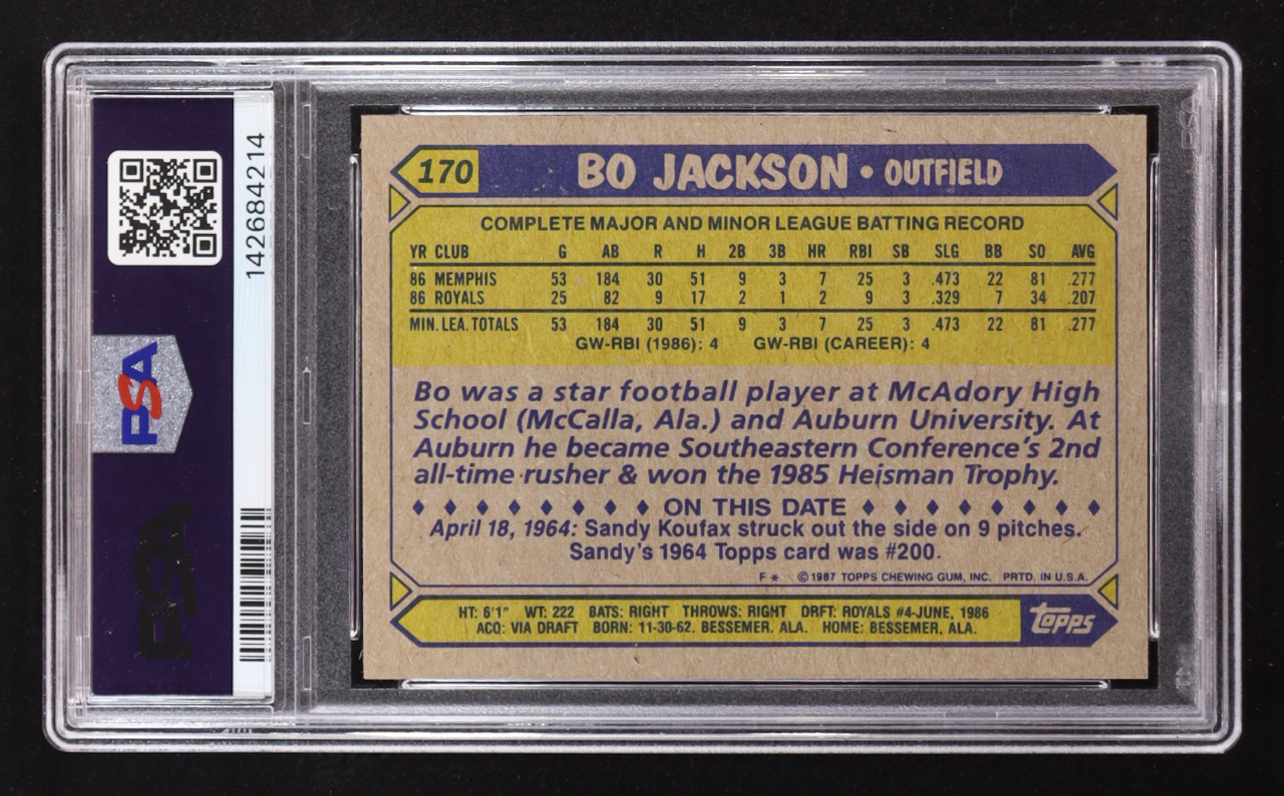 142684214
PSA
PSA
170 BO JACKSON • OUTFIELD
COMPLETE MAJOR AND MINOR LEAGUE BATTING RECORD
YR CLUB G AB R H 2B 3B HR RBI SB SLG BB SO AVG
86 MEMPHIS 53 184 30 51 9 3 7 25 3 .473 22 81 .277
86 ROYALS 25 82 9 17 2 1 2 9 3 .329 7 34 .207
MIN. LEA. TOTALS 53 184 30 51 9 3 7 25 3 .473 22 81 .277
GW-RBI (1986): 4 GW-RBI (CAREER): 4
Bo was a star football player at McAdory High
School (McCalla, Ala.) and Auburn University. At
Auburn he became Southeastern Conference's 2nd
all-time rusher & won the 1985 Heisman Trophy.
♦ ♦ ♦ ♦ ♦ ♦ ♦ ♦ ON THIS DATE ♦ ♦ ♦ ♦ ♦ ♦ ♦ ♦
April 18, 1964: Sandy Koufax struck out the side on 9 pitches.
Sandy's 1964 Topps card was #200.
F * © 1987 TOPPS CHEWING GUM, INC. PRTD. IN U.S.A.
HT: 6'1" WT: 222 BATS: RIGHT THROWS: RIGHT DRFT: ROYALS #4-JUNE, 1986
ACQ: VIA DRAFT BORN: 11-30-62, BESSEMER, ALA. HOME: BESSEMER, ALA.
topps